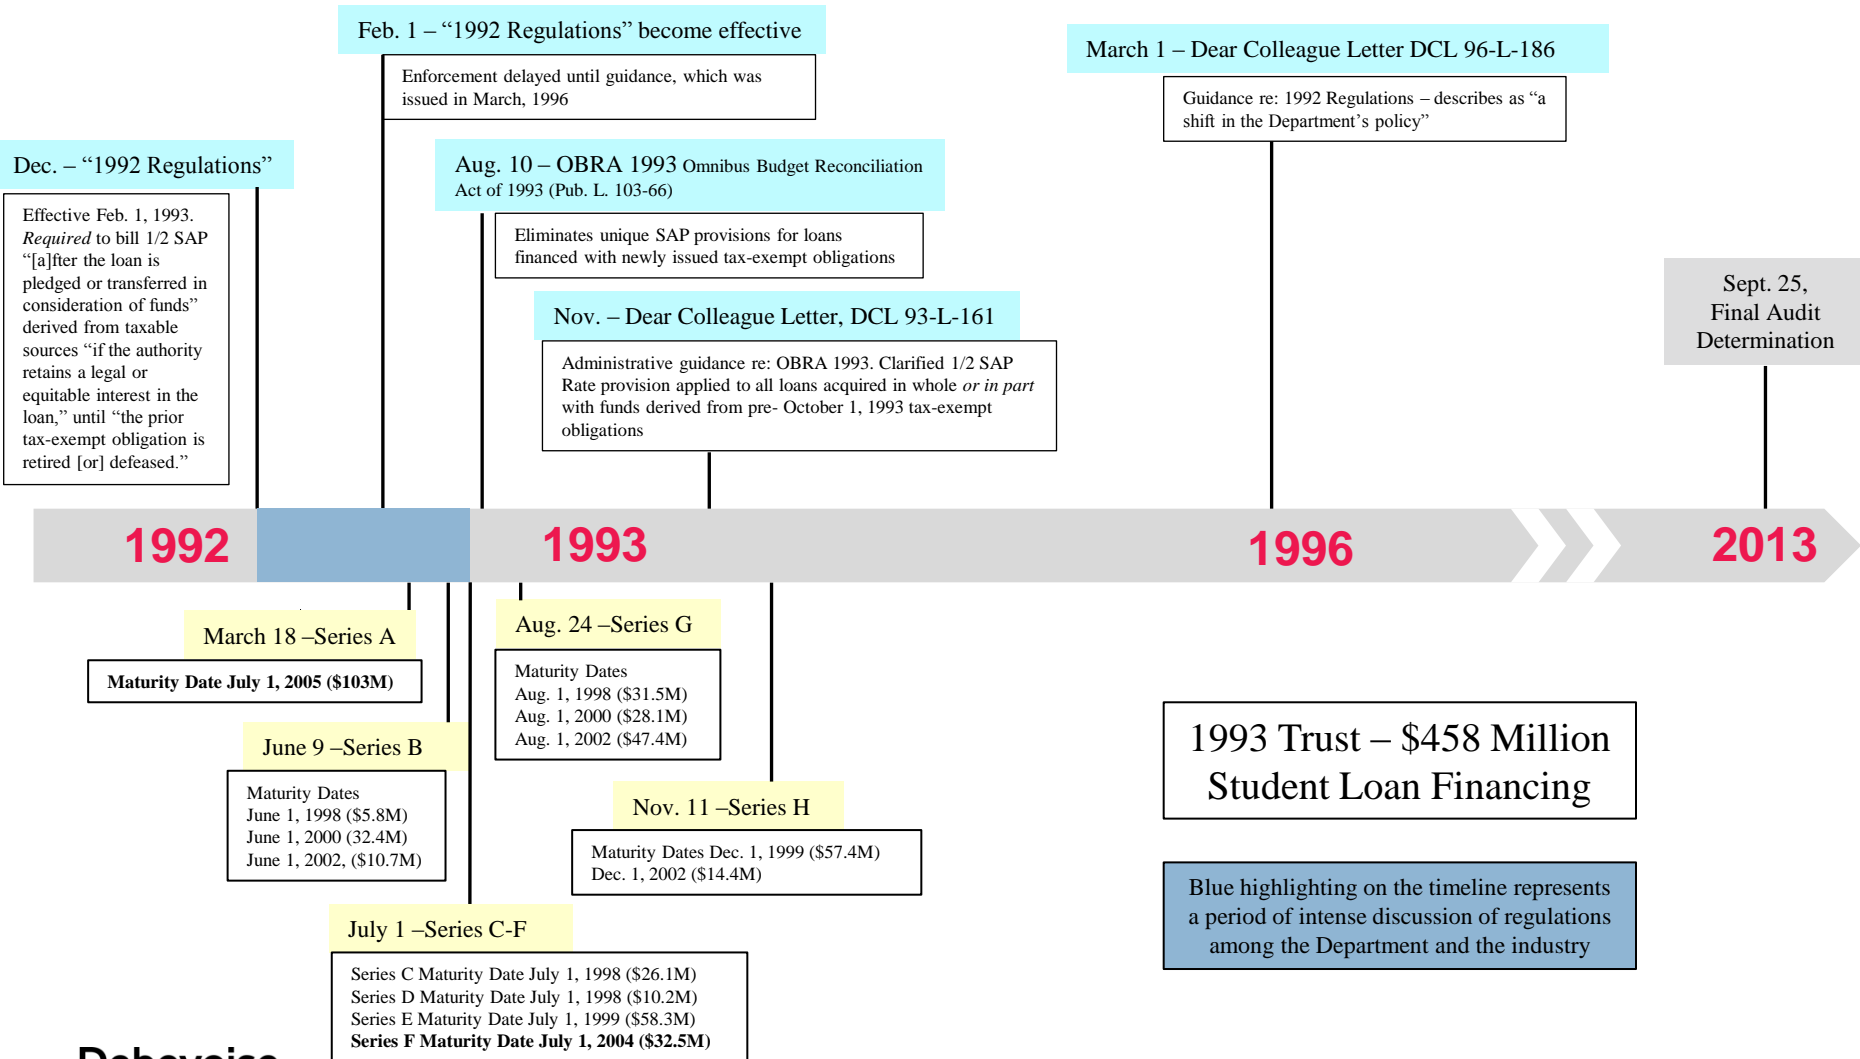 Feb. 1 – “1992 Regulations” become effective
Enforcement delayed until guidance, which was
issued in March, 1996
March 1 – Dear Colleague Letter DCL 96-L-186
Guidance re: 1992 Regulations – describes as “a
shift in the Department’s policy”
Dec. – “1992 Regulations”
Effective Feb. 1, 1993.
Required to bill 1/2 SAP
“[a]fter the loan is
pledged or transferred in
consideration of funds”
derived from taxable
sources “if the authority
retains a legal or
equitable interest in the
loan,” until “the prior
tax-exempt obligation is
retired [or] defeased.”
Aug. 10 – OBRA 1993 Omnibus Budget Reconciliation
Act of 1993 (Pub. L. 103-66)
Eliminates unique SAP provisions for loans
financed with newly issued tax-exempt obligations
Nov. – Dear Colleague Letter, DCL 93-L-161
Administrative guidance re: OBRA 1993. Clarified 1/2 SAP
Rate provision applied to all loans acquired in whole or in part
with funds derived from pre- October 1, 1993 tax-exempt
obligations
Sept. 25,
Final Audit
Determination
1992
1993
1996
2013
March 18 –Series A
Maturity Date July 1, 2005 ($103M)
June 9 –Series B
Maturity Dates
June 1, 1998 ($5.8M)
June 1, 2000 (32.4M)
June 1, 2002, ($10.7M)
July 1 –Series C-F
Series C Maturity Date July 1, 1998 ($26.1M)
Series D Maturity Date July 1, 1998 ($10.2M)
Series E Maturity Date July 1, 1999 ($58.3M)
Series F Maturity Date July 1, 2004 ($32.5M)
Aug. 24 –Series G
Maturity Dates
Aug. 1, 1998 ($31.5M)
Aug. 1, 2000 ($28.1M)
Aug. 1, 2002 ($47.4M)
Nov. 11 –Series H
Maturity Dates Dec. 1, 1999 ($57.4M)
Dec. 1, 2002 ($14.4M)
1993 Trust – $458 Million
Student Loan Financing
Blue highlighting on the timeline represents
a period of intense discussion of regulations
among the Department and the industry
Debevoise